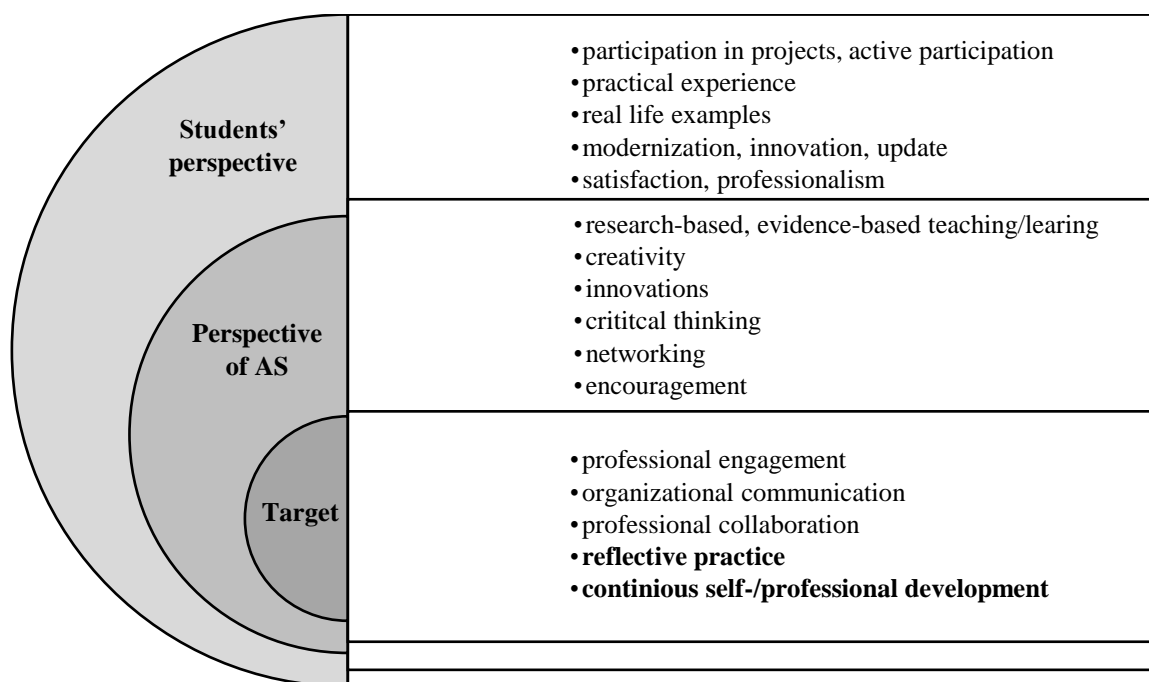 Students’
perspective
•participation in projects, active participation
•practical experience
•real life examples
•modernization, innovation, update
•satisfaction, professionalism
Perspective
of AS
•research-based, evidence-based teaching/learing
•creativity
•innovations
•crititcal thinking
•networking
•encouragement
Target
•professional engagement
•organizational communication
•professional collaboration
•reflective practice
•continious self-/professional development